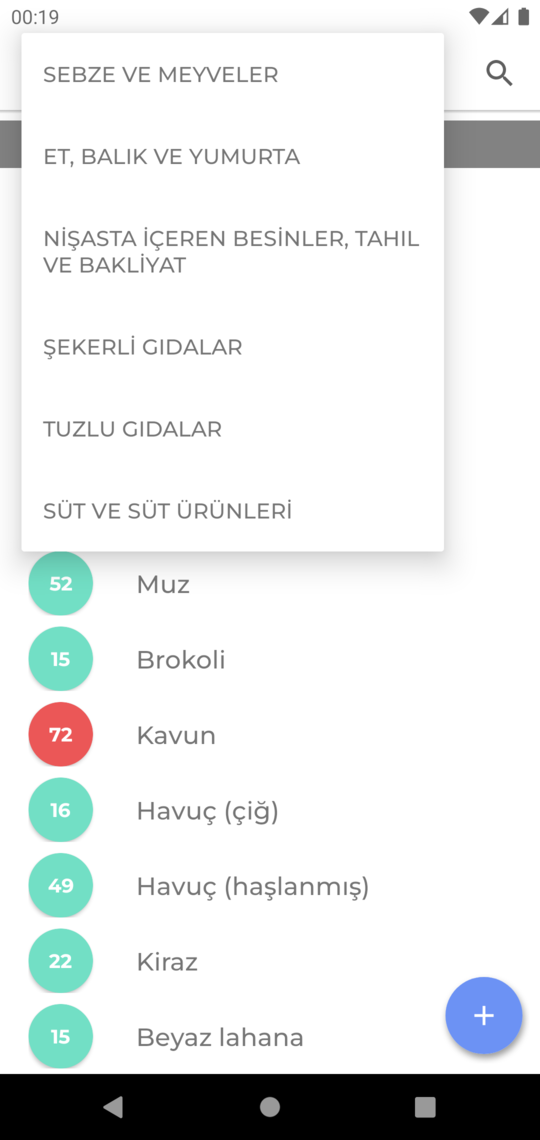 00:19
SEBZE VE MEYVELER
ET, BALIK VE YUMURTA
NİŞASTA İÇEREN BESİNLER, TAHIL
VE BAKLİYAT
ŞEKERLİ GIDALAR
TUZLU GIDALAR
SÜT VE SÜT ÜRÜNLERİ
52 Muz
15 Brokoli
72 Kavun
16 Havuç (çiğ)
49 Havuç (haşlanmış)
22 Kiraz
15 Beyaz lahana
+